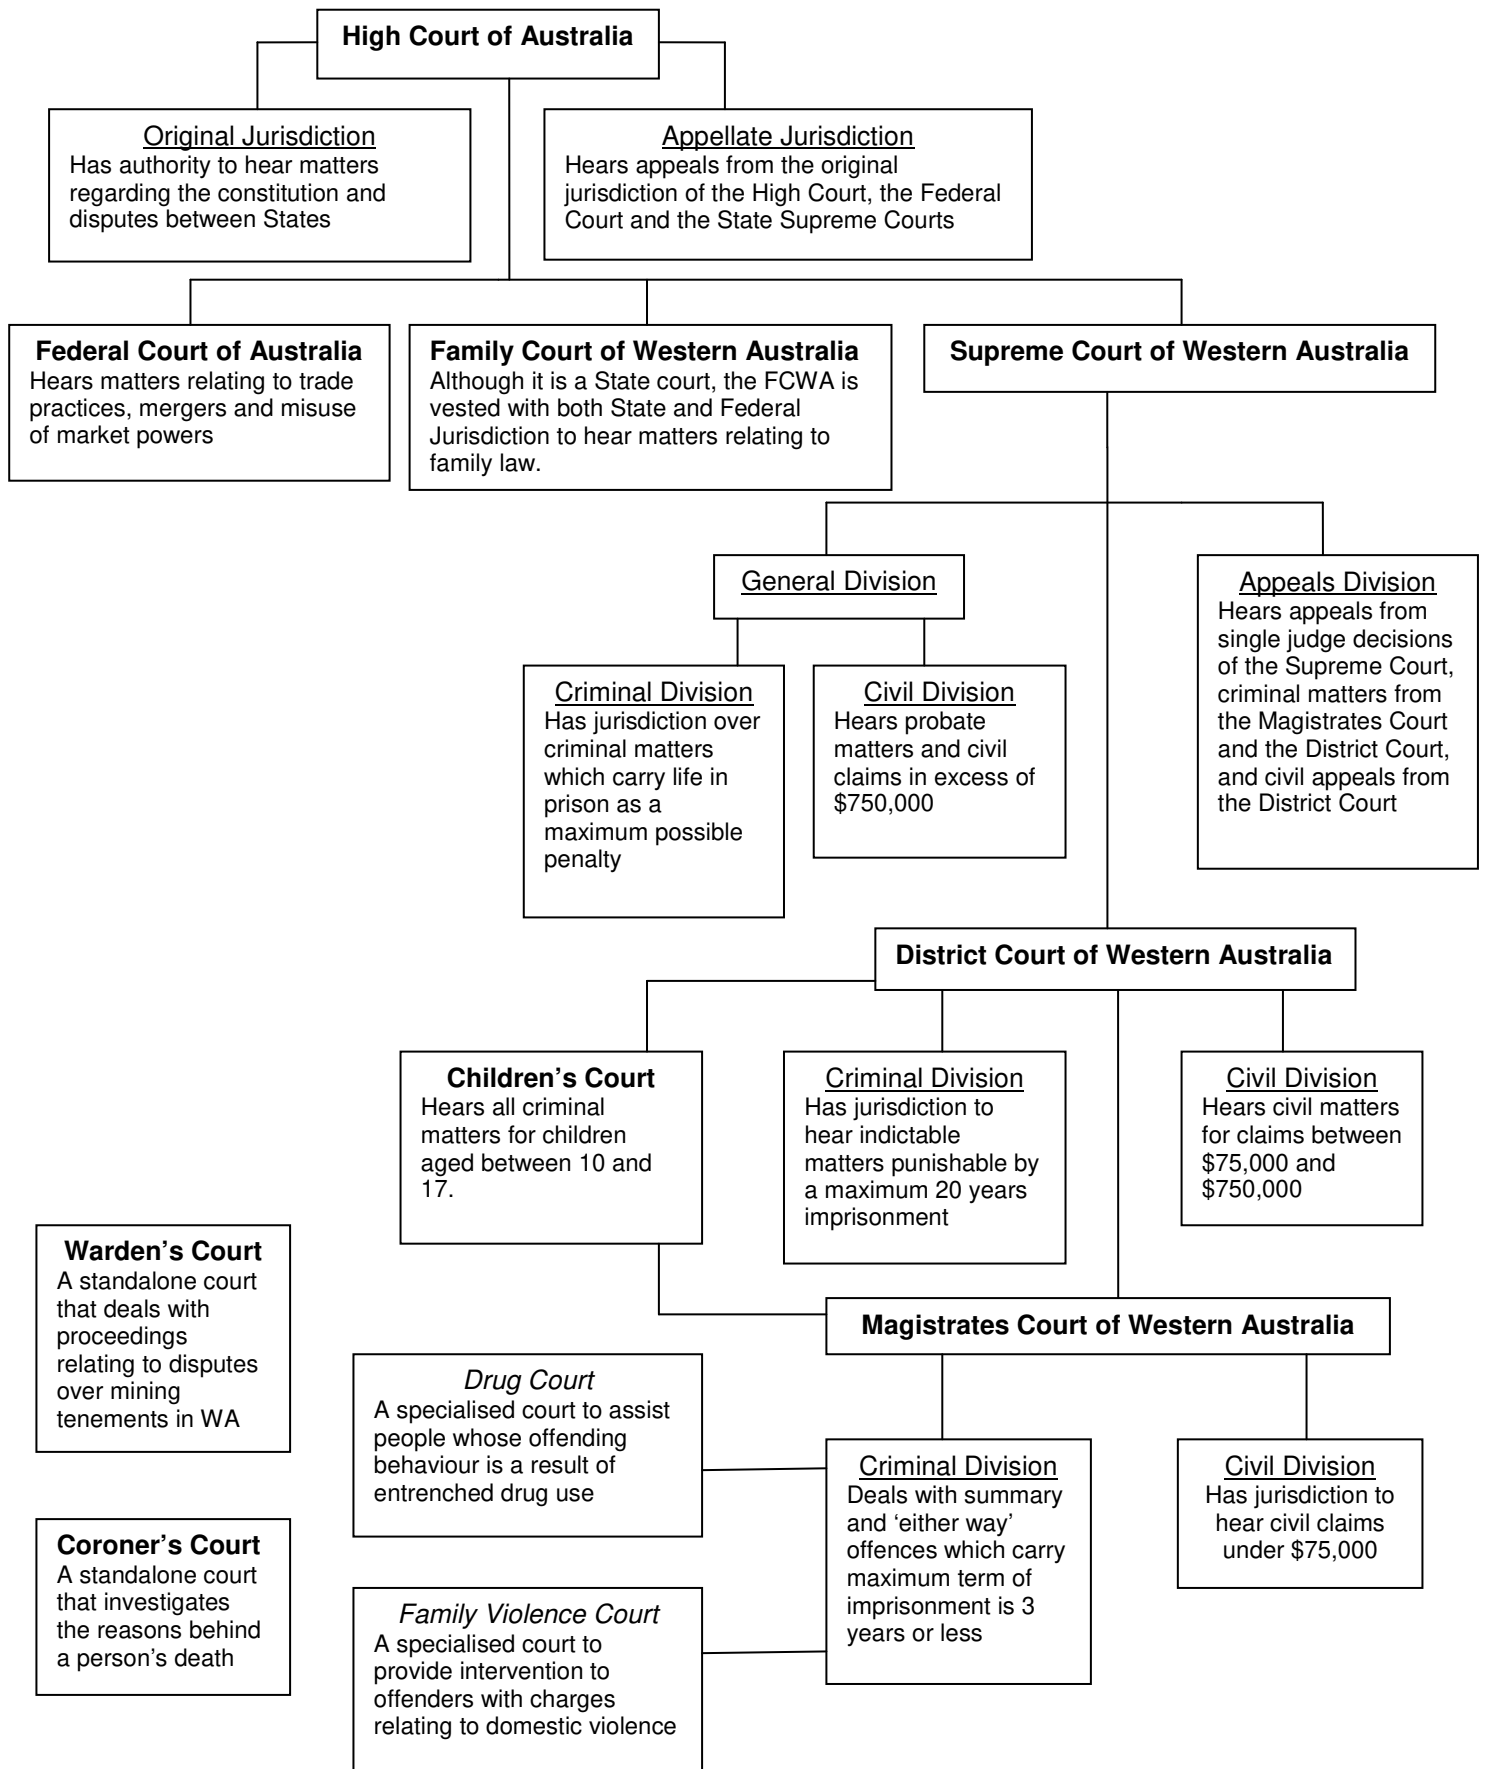 High Court of Australia
Original Jurisdiction
Has authority to hear matters
regarding the constitution and
disputes between States
Appellate Jurisdiction
Hears appeals from the original
jurisdiction of the High Court, the Federal
Court and the State Supreme Courts
Federal Court of Australia
Hears matters relating to trade
practices, mergers and misuse
of market powers
Family Court of Western Australia
Although it is a State court, the FCWA is
vested with both State and Federal
Jurisdiction to hear matters relating to
family law.
Supreme Court of Western Australia
General Division
Appeals Division
Hears appeals from
single judge decisions
of the Supreme Court,
criminal matters from
the Magistrates Court
and the District Court,
and civil appeals from
the District Court
Criminal Division
Has jurisdiction over
criminal matters
which carry life in
prison as a
maximum possible
penalty
Civil Division
Hears probate
matters and civil
claims in excess of
$750,000
District Court of Western Australia
Children’s Court
Hears all criminal
matters for children
aged between 10 and
17.
Criminal Division
Has jurisdiction to
hear indictable
matters punishable by
a maximum 20 years
imprisonment
Civil Division
Hears civil matters
for claims between
$75,000 and
$750,000
Warden’s Court
A standalone court
that deals with
proceedings
relating to disputes
over mining
tenements in WA
Magistrates Court of Western Australia
Drug Court
A specialised court to assist
people whose offending
behaviour is a result of
entrenched drug use
Criminal Division
Deals with summary
and ‘either way’
offences which carry
maximum term of
imprisonment is 3
years or less
Civil Division
Has jurisdiction to
hear civil claims
under $75,000
Coroner’s Court
A standalone court
that investigates
the reasons behind
a person’s death
Family Violence Court
A specialised court to
provide intervention to
offenders with charges
relating to domestic violence